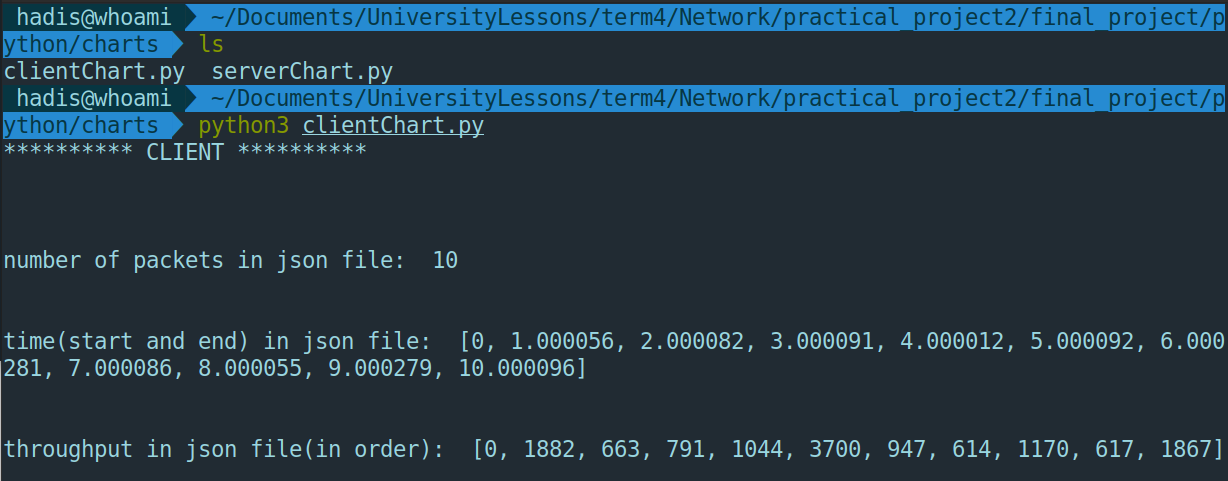 hadis@whoami ~/Documents/UniversityLessons/term4/Network/practical_project2/final_project/p
ython/charts ls
clientChart.py  serverChart.py
hadis@whoami ~/Documents/UniversityLessons/term4/Network/practical_project2/final_project/p
ython/charts python3 clientChart.py
********** CLIENT **********
number of packets in json file:  10
time(start and end) in json file:  [0, 1.000056, 2.000082, 3.000091, 4.000012, 5.000092, 6.000
281, 7.000086, 8.000055, 9.000279, 10.000096]
throughput in json file(in order):  [0, 1882, 663, 791, 1044, 3700, 947, 614, 1170, 617, 1867]